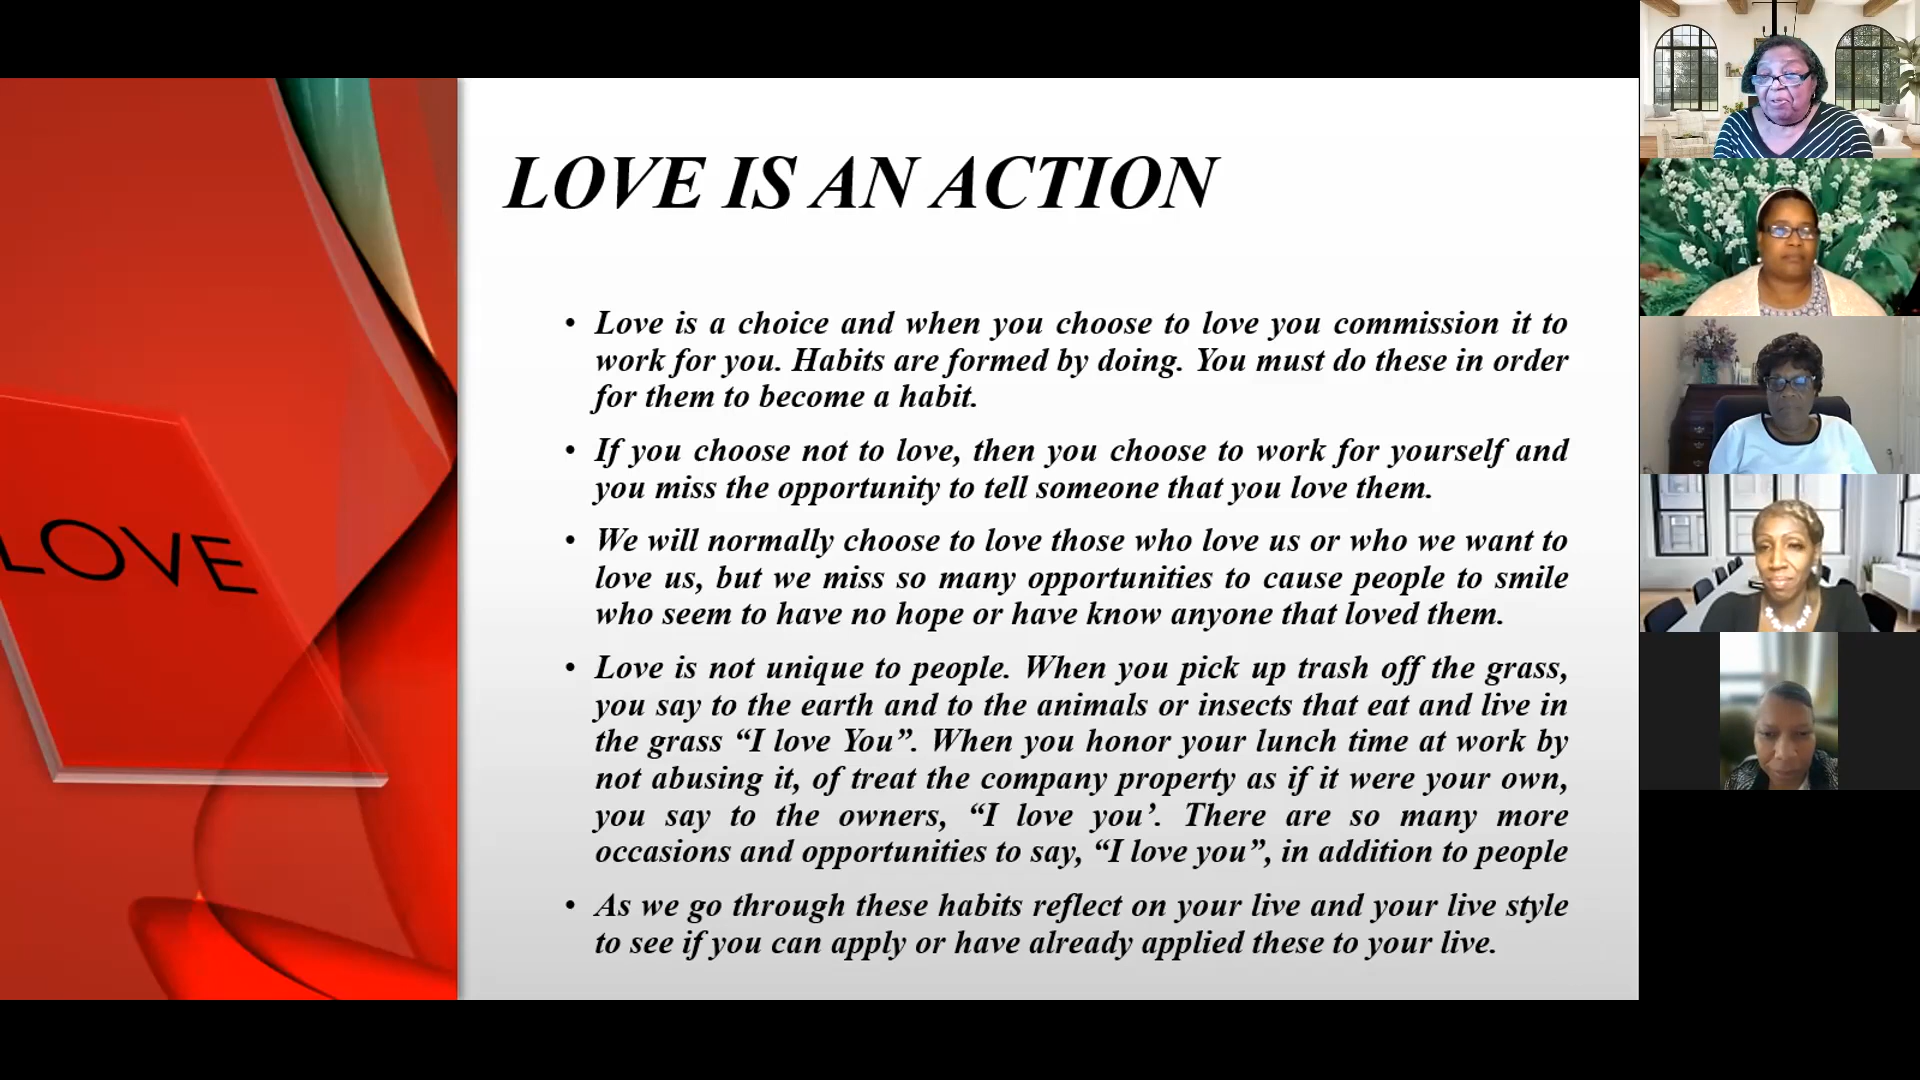 LOVE IS AN ACTION
• Love is a choice and when you choose to love you commission it to
work for you. Habits are formed by doing. You must do these in order
for them to become a habit.
• If you choose not to love, then you choose to work for yourself and
you miss the opportunity to tell someone that you love them.
• We will normally choose to love those who love us or who we want to
love us, but we miss so many opportunities to cause people to smile
who seem to have no hope or have know anyone that loved them.
• Love is not unique to people. When you pick up trash off the grass,
you say to the earth and to the animals or insects that eat and live in
the grass “I love You”. When you honor your lunch time at work by
not abusing it, of treat the company property as if it were your own,
you say to the owners, “I love you’. There are so many more
occasions and opportunities to say, “I love you”, in addition to people
• As we go through these habits reflect on your live and your live style
to see if you can apply or have already applied these to your live.
LOVE